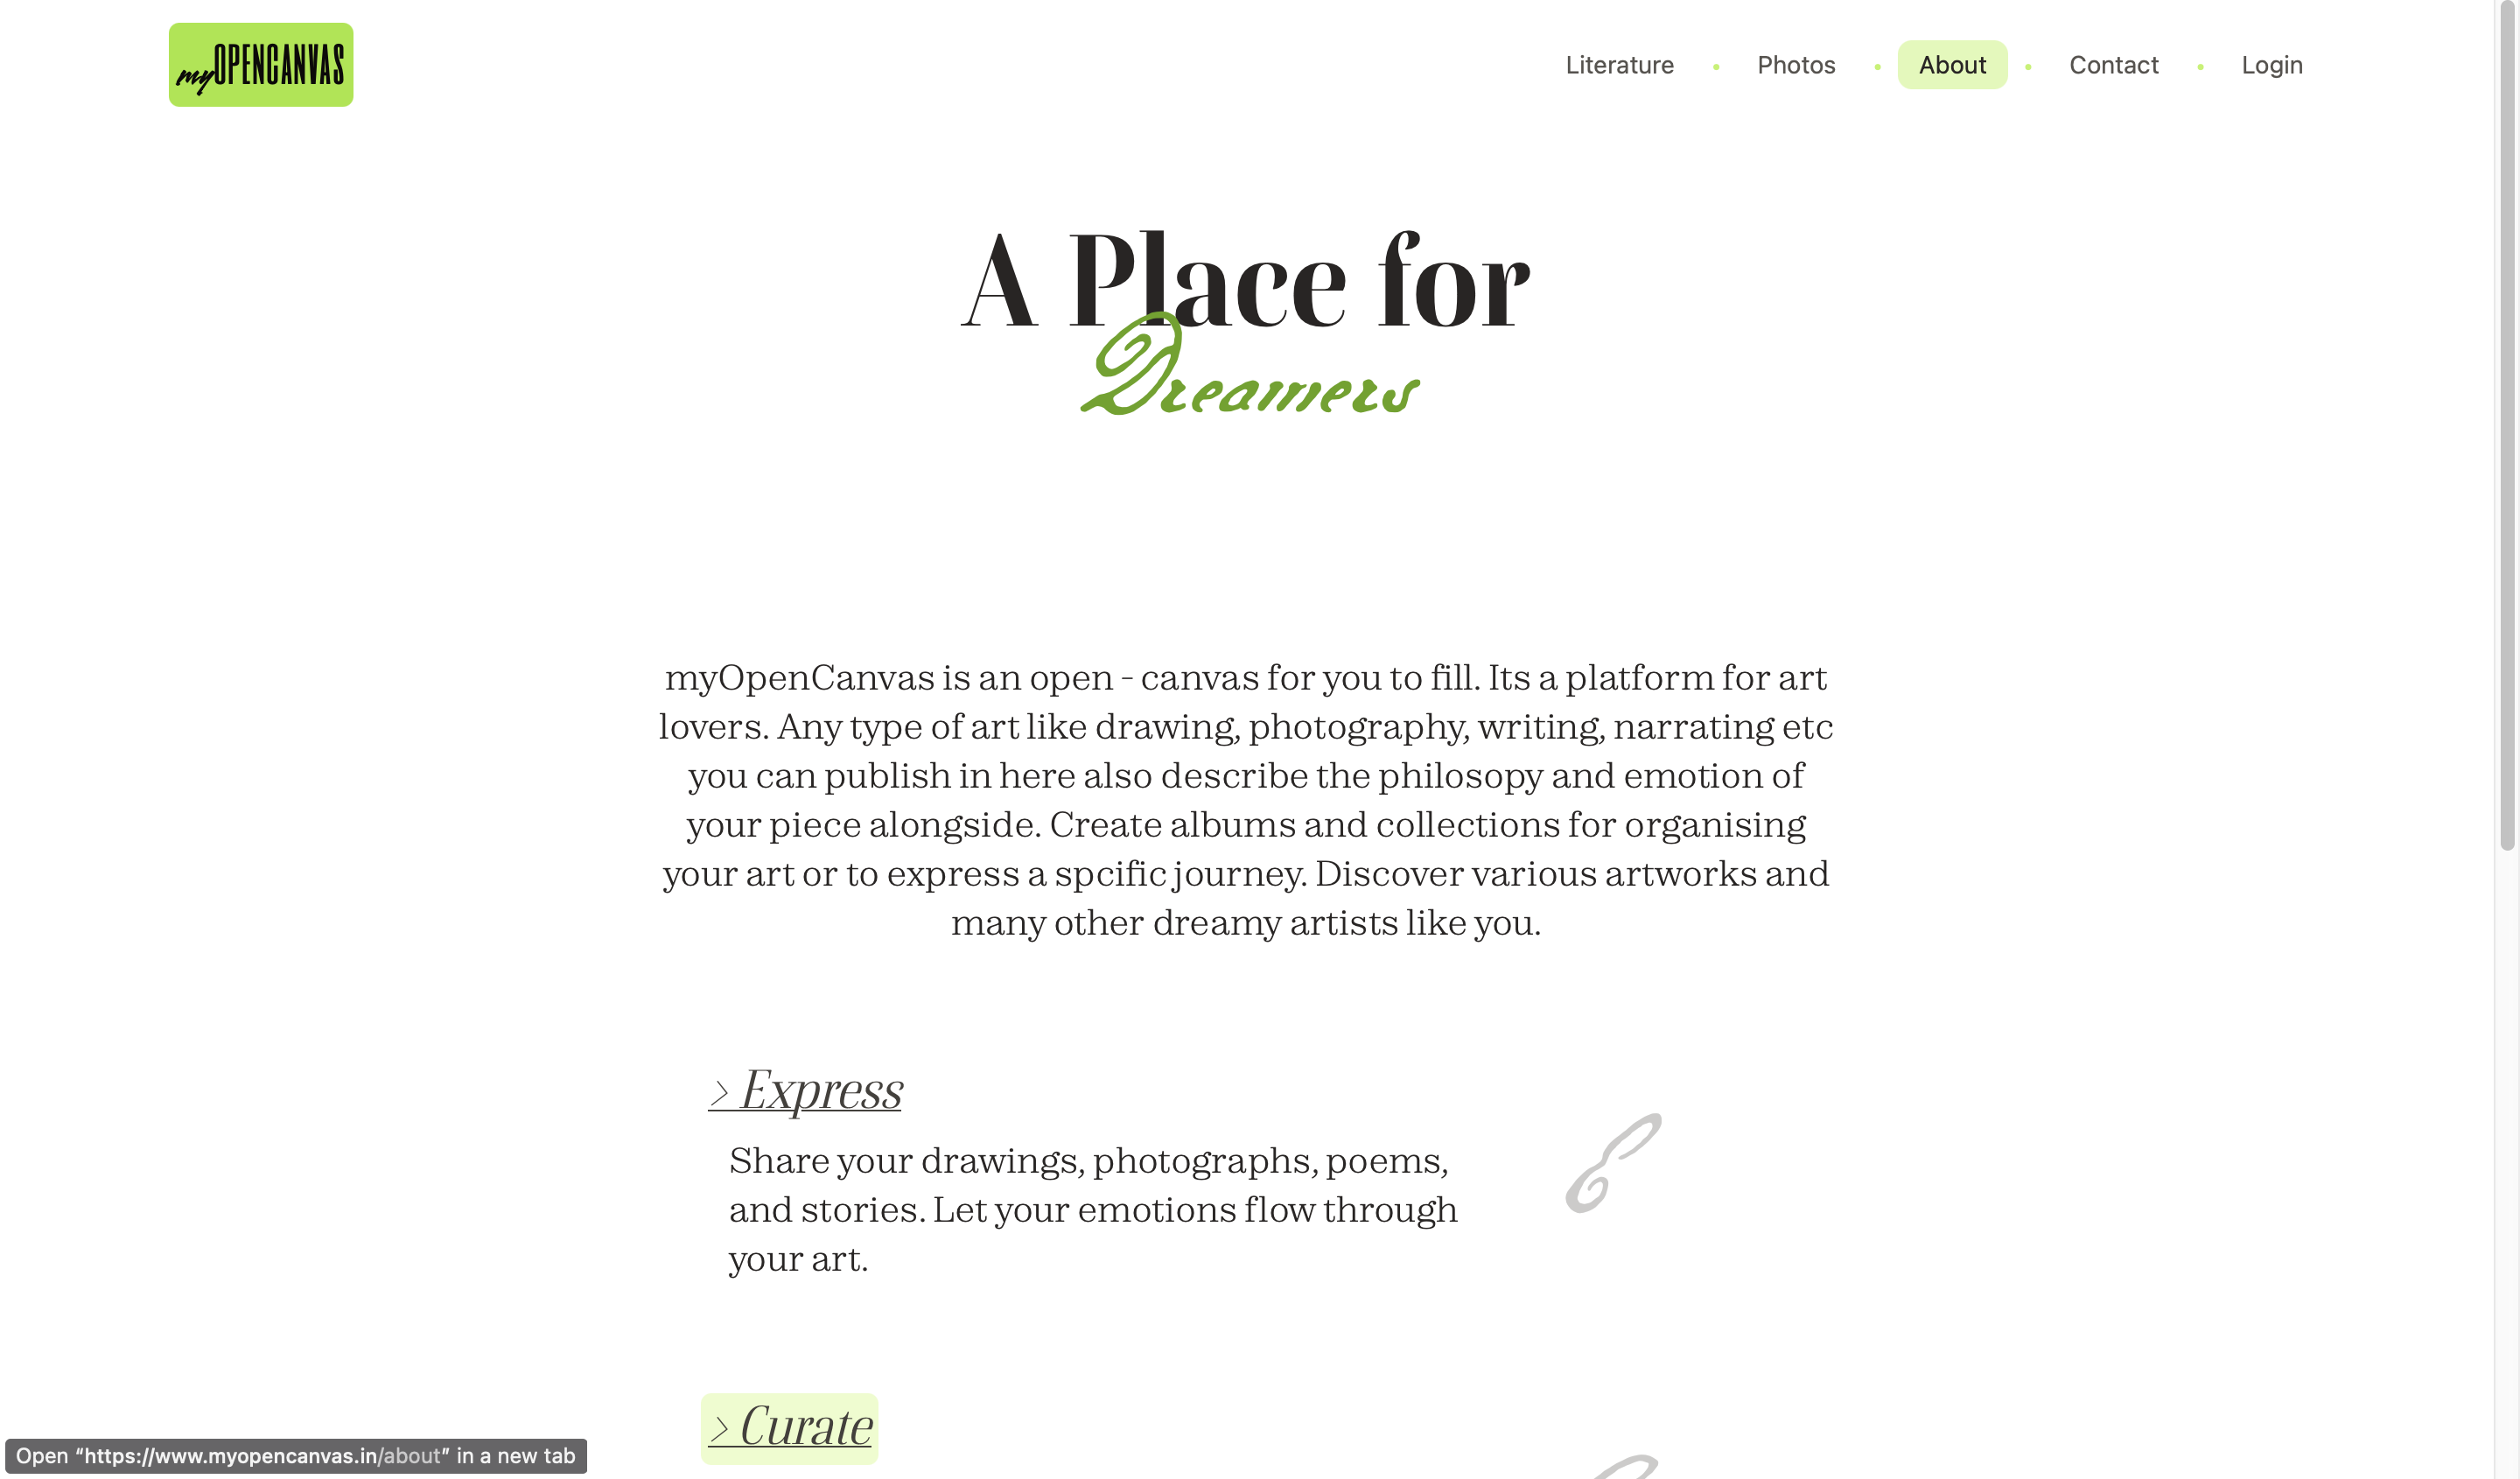 myOPENCANVAS
Literature • Photos • About • Contact • Login
A Place for
Dreamers
myOpenCanvas is an open - canvas for you to fill. Its a platform for art
lovers. Any type of art like drawing, photography, writing, narrating etc
you can publish in here also describe the philosopy and emotion of
your piece alongside. Create albums and collections for organising
your art or to express a spcific journey. Discover various artworks and
many other dreamy artists like you.
> Express
Share your drawings, photographs, poems,
and stories. Let your emotions flow through
your art.
E
> Curate
Open “https://www.myopencanvas.in/about” in a new tab